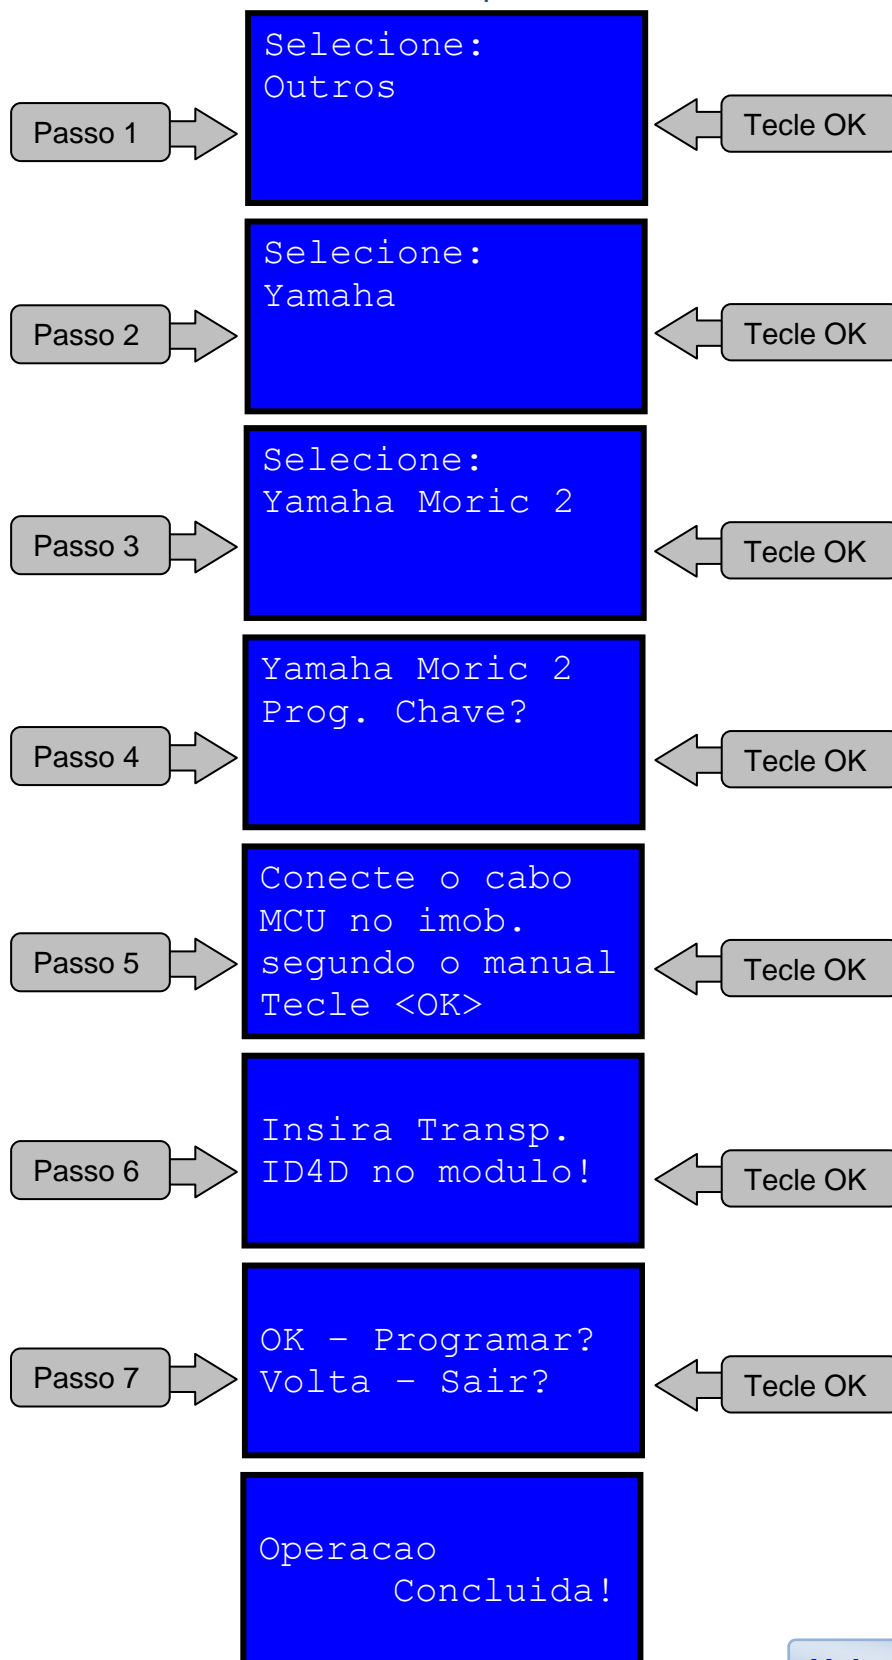 Selecione:
Outros
Passo 1
Tecle OK
Selecione:
Yamaha
Passo 2
Tecle OK
Selecione:
Yamaha Moric 2
Passo 3
Tecle OK
Yamaha Moric 2
Prog. Chave?
Passo 4
Tecle OK
Conecte o cabo
MCU no imob.
segundo o manual
Tecle <OK>
Passo 5
Tecle OK
Insira Transp.
ID4D no modulo!
Passo 6
Tecle OK
OK - Programar?
Volta - Sair?
Passo 7
Tecle OK
Operacao
Concluida!